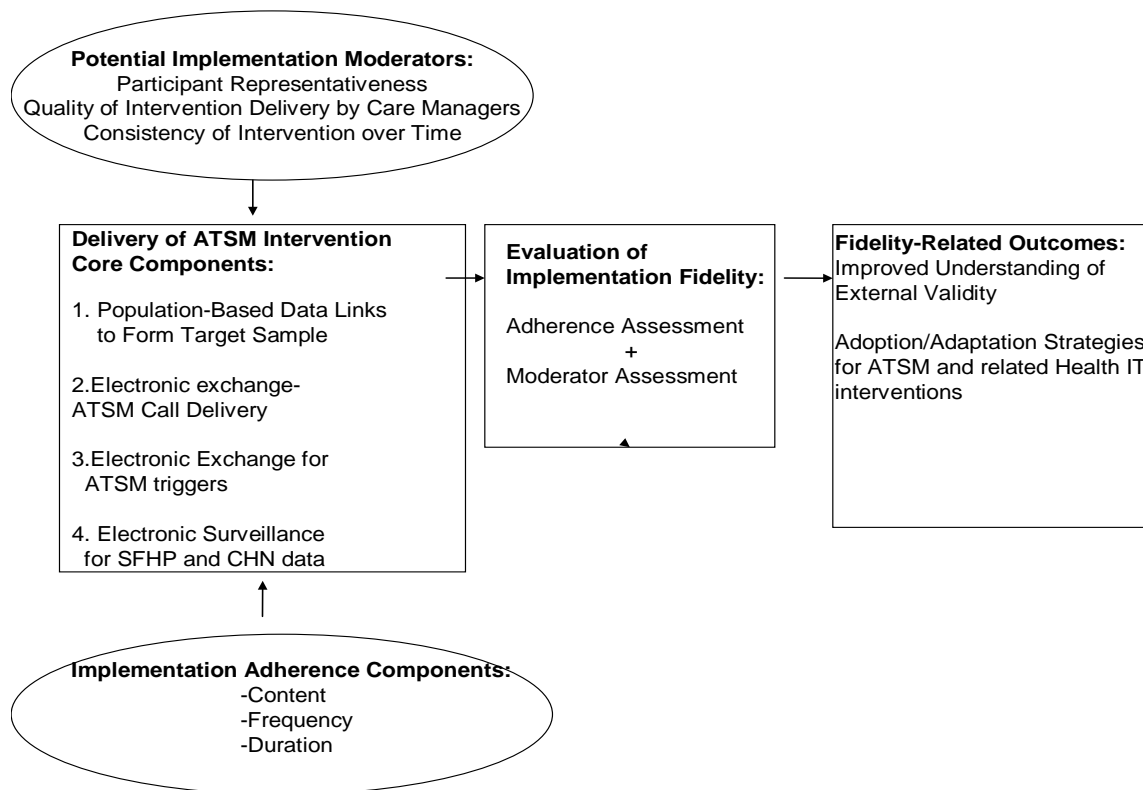 Potential Implementation Moderators:
Participant Representativeness
Quality of Intervention Delivery by Care Managers
Consistency of Intervention over Time
Delivery of ATSM Intervention
Core Components:
1. Population-Based Data Links
to Form Target Sample
2.Electronic exchange-
ATSM Call Delivery
3.Electronic Exchange for
ATSM triggers
4. Electronic Surveillance
for SFHP and CHN data
Evaluation of
Implementation Fidelity:
Adherence Assessment
+
Moderator Assessment
Fidelity-Related Outcomes:
Improved Understanding of
External Validity
Adoption/Adaptation Strategies
for ATSM and related Health IT
interventions
Implementation Adherence Components:
-Content
-Frequency
-Duration